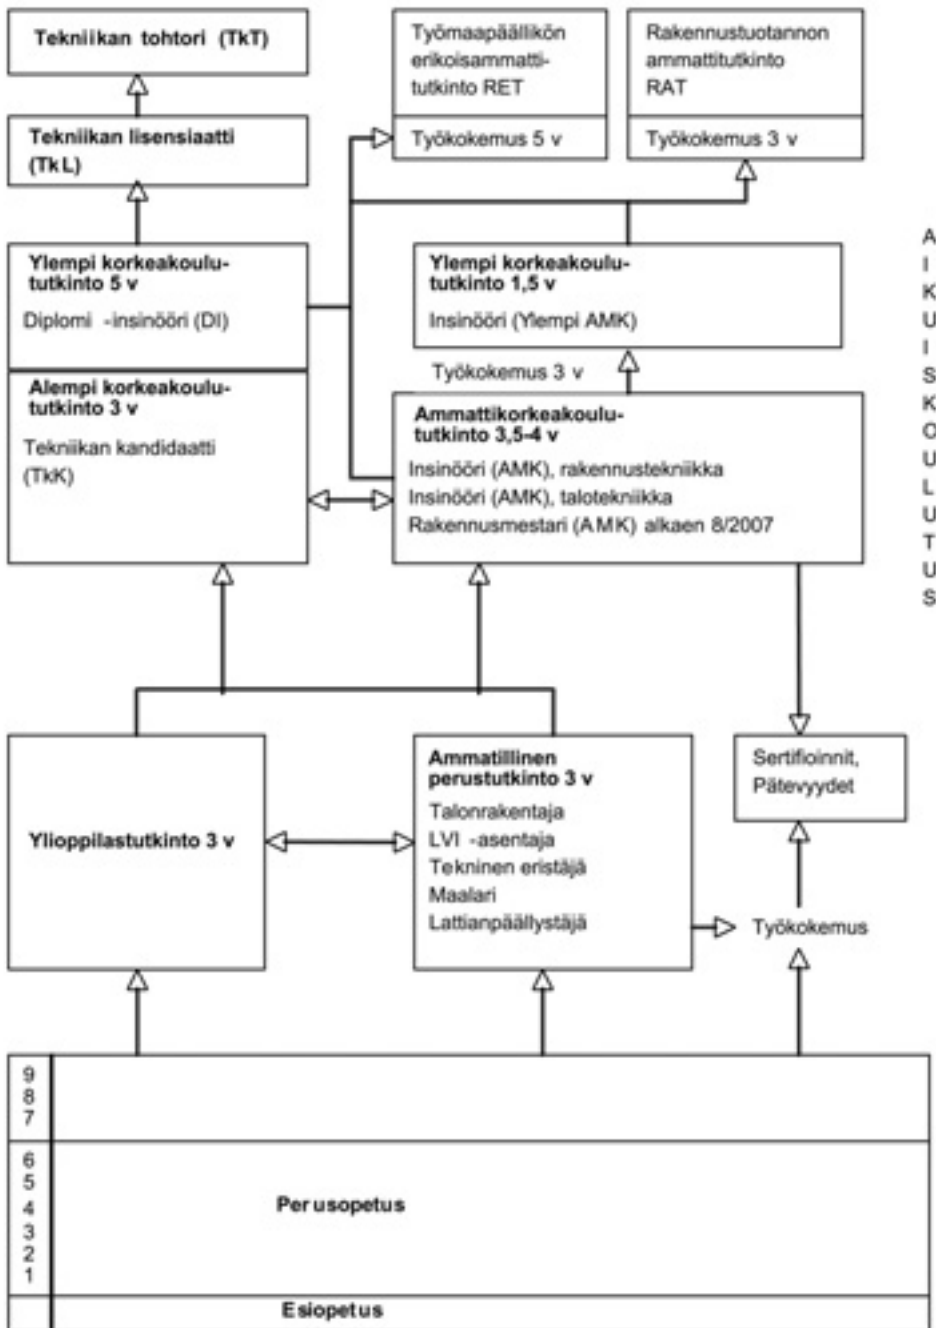 Tekniikan tohtori (TkT)
Työmaapäällikön
erikoisammatti-
tutkinto RET
Työkokemus 5 v
Rakennustuotannon
ammattitutkinto
RAT
Työkokemus 3 v
Tekniikan lisensiaatti
(TkL)
Ylempi korkeakoulu-
tutkinto 5 v
Diplomi -insinööri (DI)
Ylempi korkeakoulu-
tutkinto 1,5 v
Insinööri (Ylempi AMK)
Työkokemus 3 v
Alempi korkeakoulu-
tutkinto 3 v
Tekniikan kandidaatti
(TkK)
Ammattikorkeakoulu-
tutkinto 3,5-4 v
Insinööri (AMK), rakennustekniikka
Insinööri (AMK), talotekniikka
Rakennusmestari (AMK) alkaen 8/2007
A
I
K
U
I
S
K
O
U
L
U
T
U
S
Ylioppilastutkinto 3 v
Ammatillinen
perustutkinto 3 v
Talonrakentaja
LVI -asentaja
Tekninen eristäjä
Maalari
Lattianpäällystäjä
Sertifioinnit,
Pätevyydet
Työkokemus
9
8
7
6
5
4
3
2
1
Perusopetus
Esiopetus